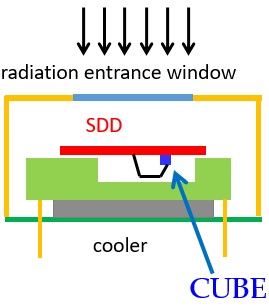 radiation entrance window
SDD
cooler
CUBE